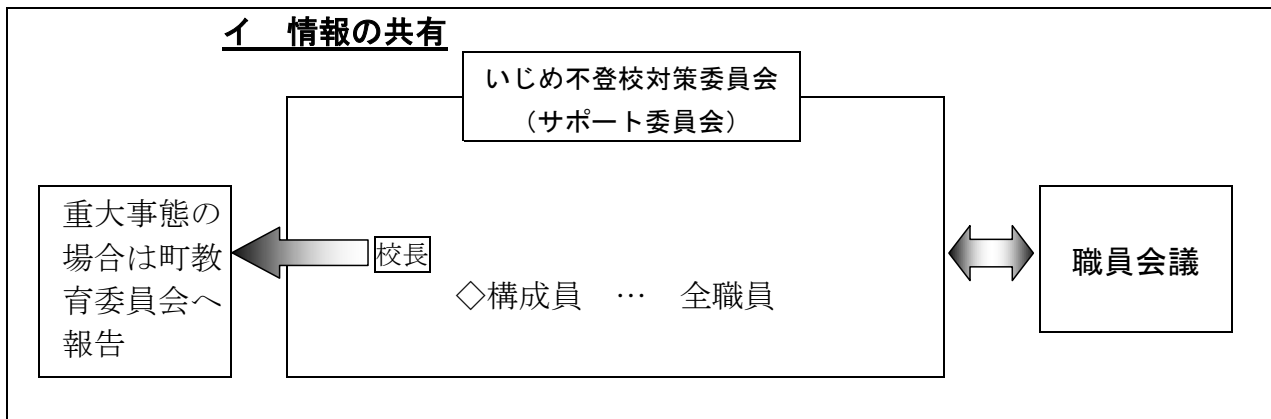 イ　情報の共有
いじめ不登校対策委員会
（サポート委員会）
重大事態の
場合は町教
育委員会へ
報告
校長
◇構成員　…　全職員
職員会議